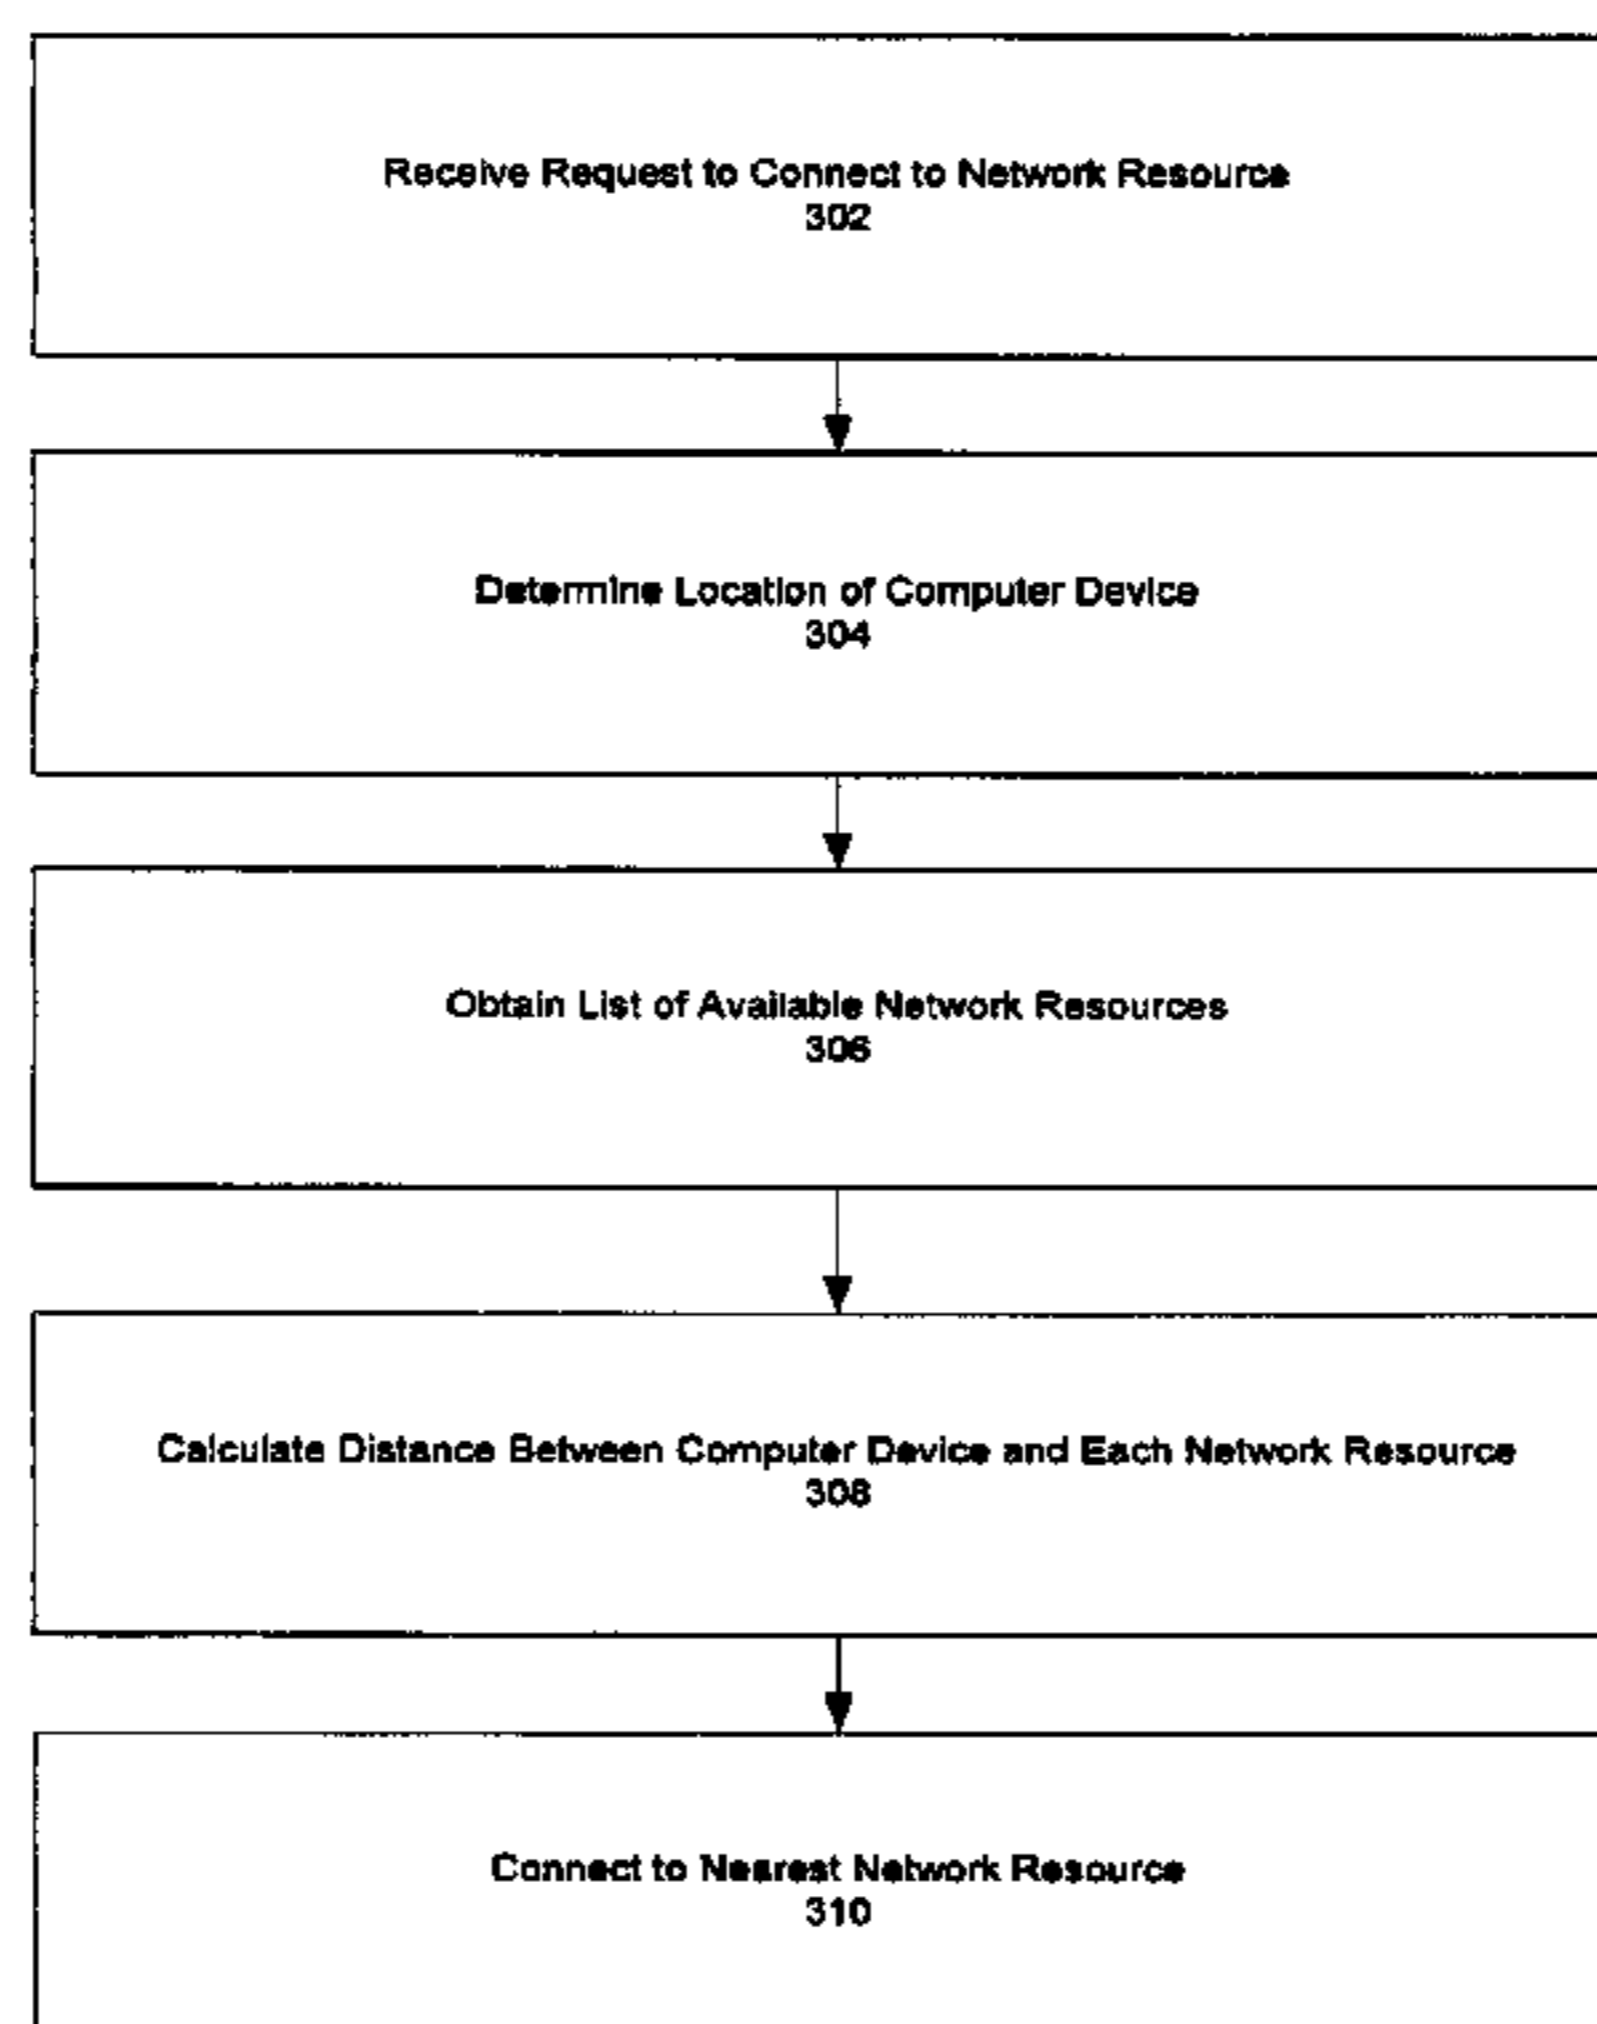 Receive Request to Connect to Network Resource
302
Determine Location of Computer Device
304
Obtain List of Available Network Resources
306
Calculate Distance Between Computer Device and Each Network Resource
308
Connect to Nearest Network Resource
310